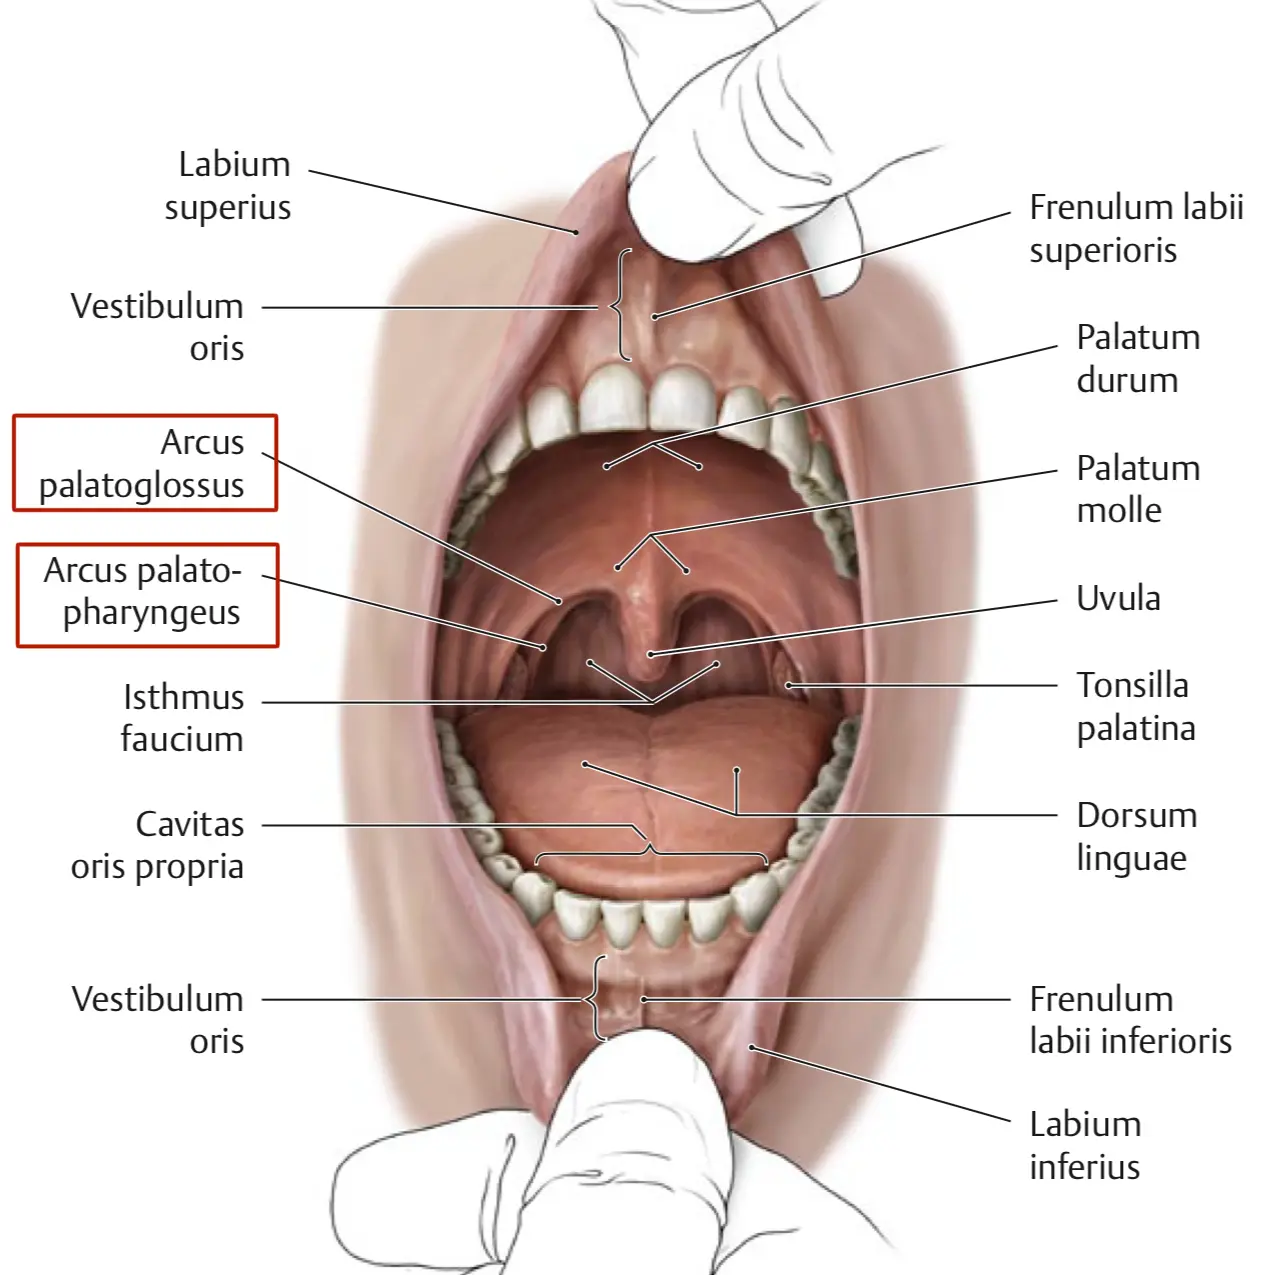 Labium
superius
Vestibulum
oris
Arcus
palatoglossus
Arcus palato-
pharyngeus
Isthmus
faucium
Cavitas
oris propria
Vestibulum
oris
Frenulum labii
superioris
Palatum
durum
Palatum
molle
Uvula
Tonsilla
palatina
Dorsum
linguae
Frenulum
labii inferioris
Labium
inferius